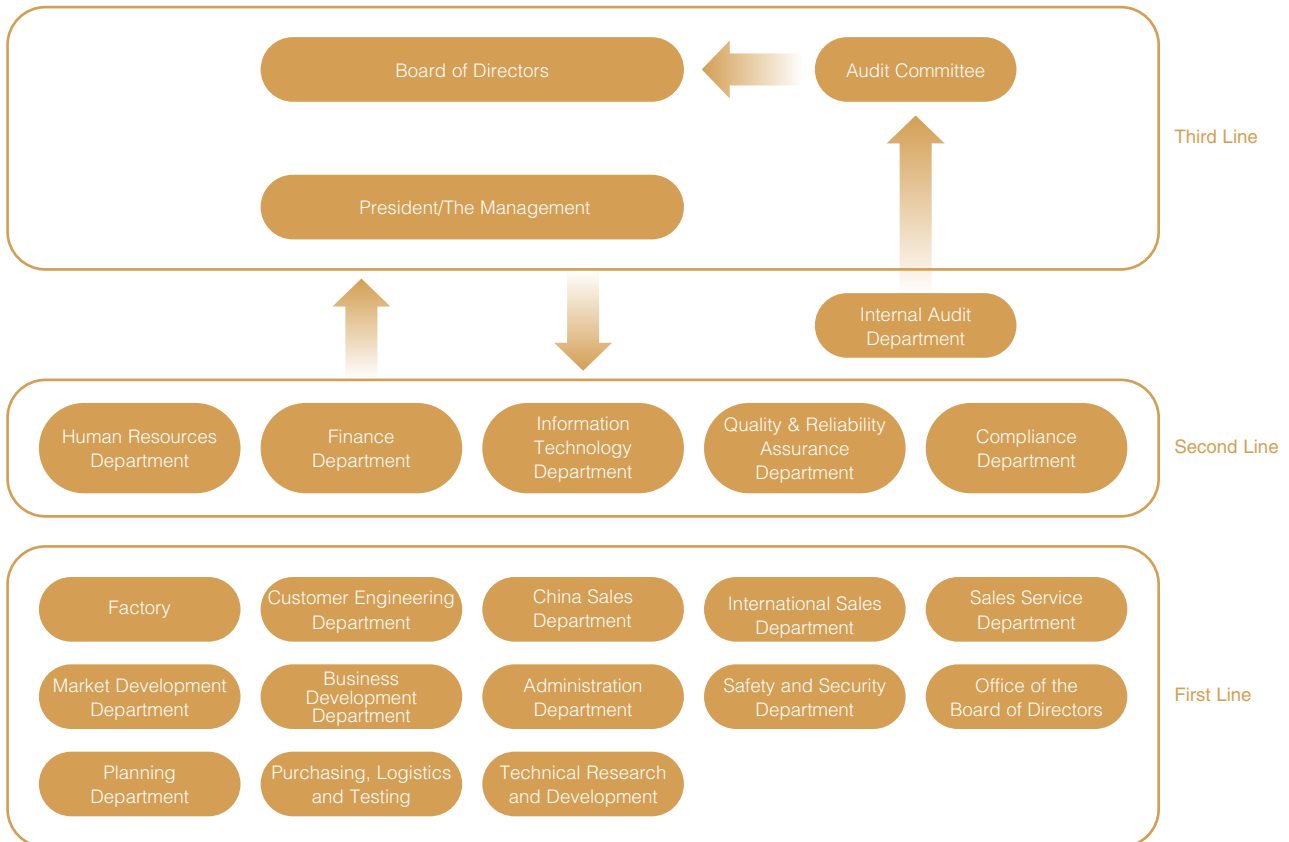 Board of Directors
Audit Committee
Third Line
President/The Management
Internal Audit
Department
Human Resources
Department
Finance
Department
Information
Technology
Department
Quality & Reliability
Assurance
Department
Compliance
Department
Second Line
Factory
Customer Engineering
Department
China Sales
Department
International Sales
Department
Sales Service
Department
Market Development
Department
Business
Development
Department
Administration
Department
Safety and Security
Department
Office of the
Board of Directors
First Line
Planning
Department
Purchasing, Logistics
and Testing
Technical Research
and Development